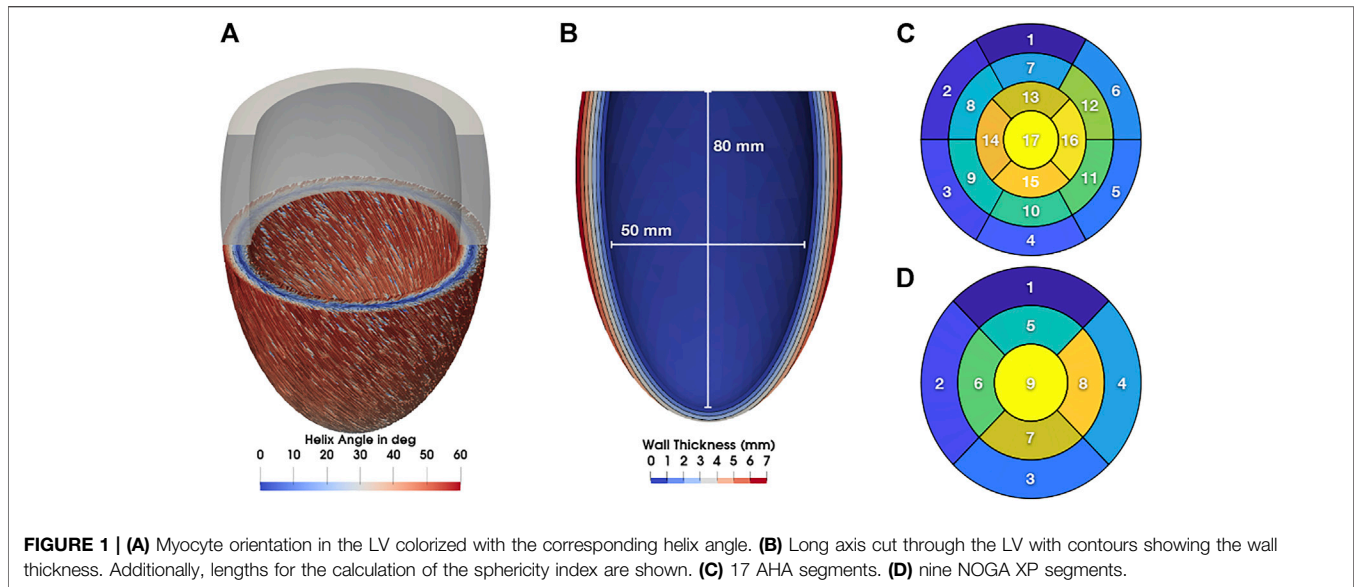 A
B
C
D
Helix Angle in deg
0 10 20 30 40 50 60
80 mm
50 mm
Wall Thickness (mm)
0 1 2 3 4 5 6 7
1
2
7
6
8
13
12
14
17
16
9
15
11
3
10
5
4
1
5
2
6
9
8
4
7
3
FIGURE 1 | (A) Myocyte orientation in the LV colorized with the corresponding helix angle. (B) Long axis cut through the LV with contours showing the wall
thickness. Additionally, lengths for the calculation of the sphericity index are shown. (C) 17 AHA segments. (D) nine NOGA XP segments.